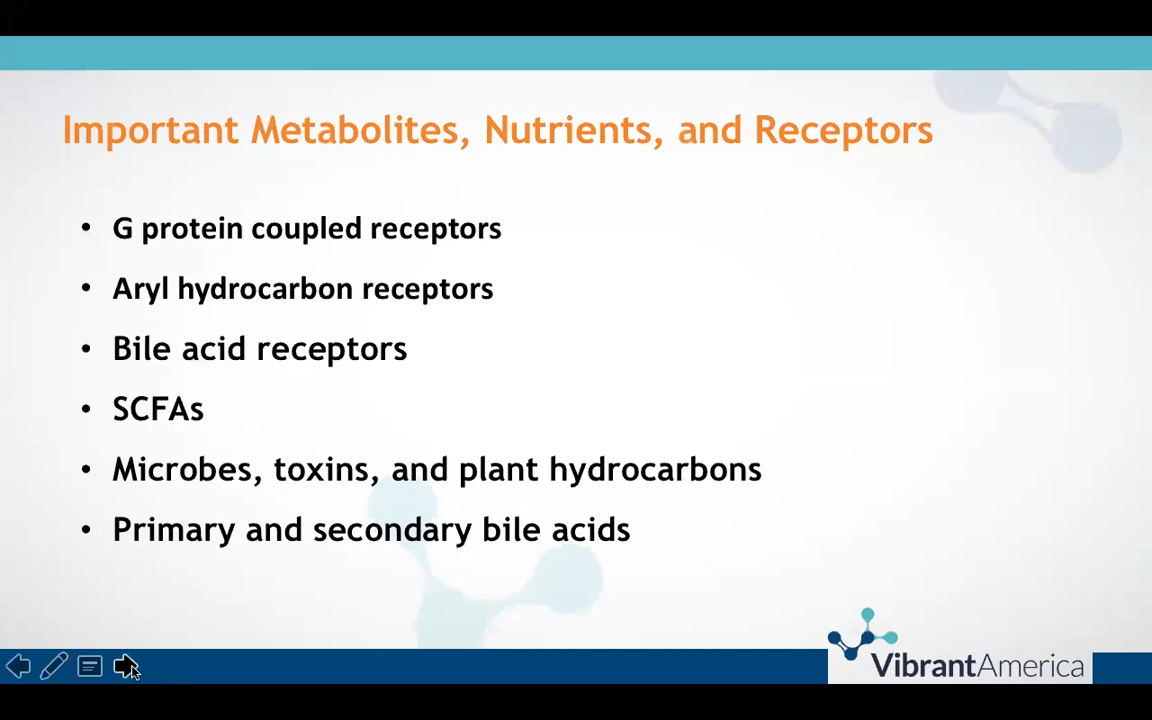 Important Metabolites, Nutrients, and Receptors
• G protein coupled receptors
• Aryl hydrocarbon receptors
• Bile acid receptors
• SCFAs
• Microbes, toxins, and plant hydrocarbons
• Primary and secondary bile acids
VibrantAmerica